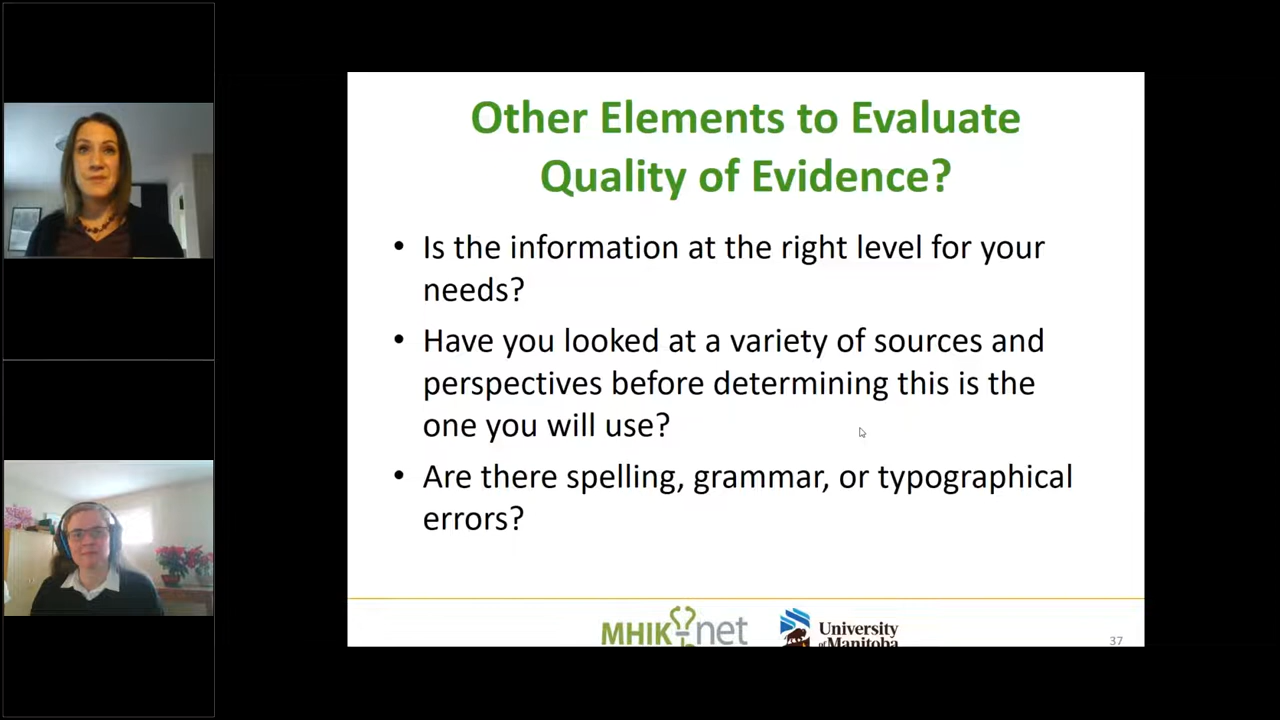 Other Elements to Evaluate
Quality of Evidence?
• Is the information at the right level for your
needs?
• Have you looked at a variety of sources and
perspectives before determining this is the
one you will use?
• Are there spelling, grammar, or typographical
errors?
MHIK-net
University
of Manitoba
37